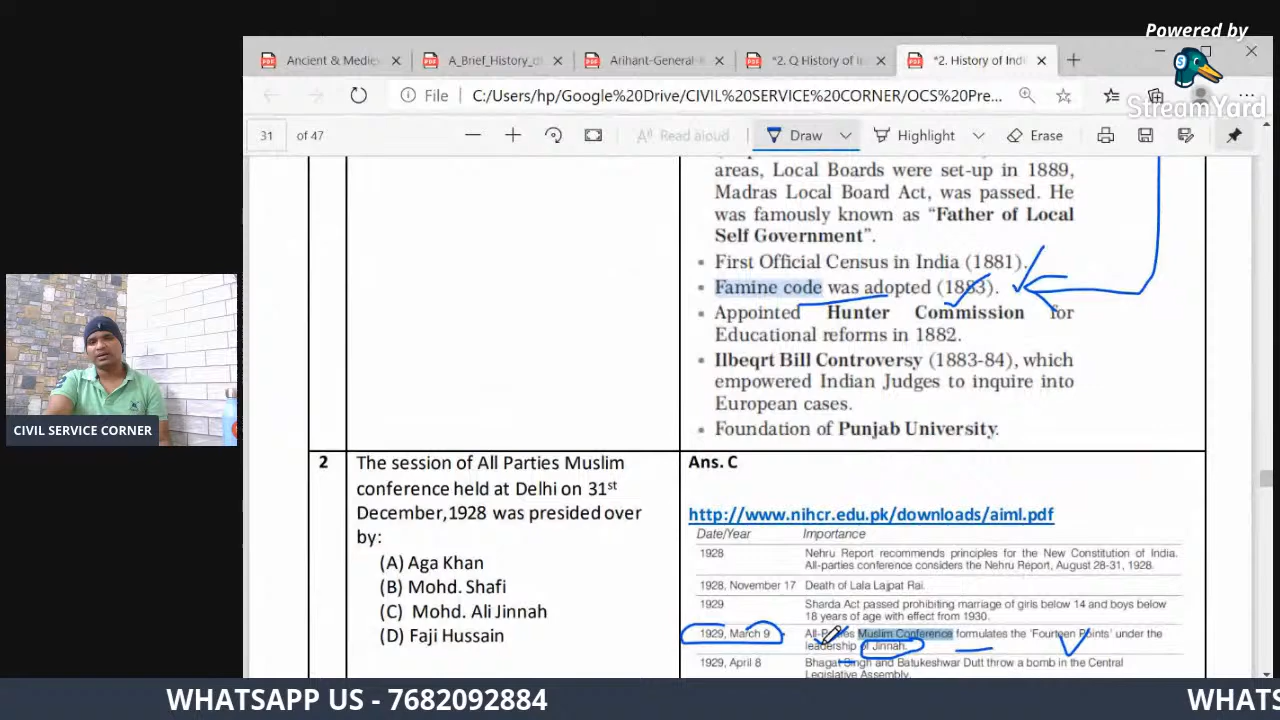 Powered by
StreamYard
Ancient & Medie
A_Brief_History_
Arihant-General-
*2. Q History of I
*2. History of Indi
File
C:/Users/hp/Google%20Drive/CIVIL%20SERVICE%20CORNER/OCS%20Pre...
31 of 47
Read aloud
Draw
Highlight
Erase
areas, Local Boards were set-up in 1889,
Madras Local Board Act, was passed. He
was famously known as “Father of Local
Self Government”.
First Official Census in India (1881).
Famine code was adopted (1883).
Appointed Hunter Commission for
Educational reforms in 1882.
Ilbeqrt Bill Controversy (1883-84), which
empowered Indian Judges to inquire into
European cases.
Foundation of Punjab University.
2
The session of All Parties Muslim
conference held at Delhi on 31st
December,1928 was presided over
by:
(A) Aga Khan
(B) Mohd. Shafi
(C) Mohd. Ali Jinnah
(D) Faji Hussain
Ans. C
http://www.nihcr.edu.pk/downloads/aiml.pdf
Date/Year Importance
1928 Nehru Report recommends principles for the New Constitution of India.
All-parties conference considers the Nehru Report, August 28-31, 1928.
1928, November 17 Death of Lala Lajpat Rai.
1929 Sharda Act passed prohibiting marriage of girls below 14 and boys below
18 years of age with effect from 1930.
1929, March 9 All-Parties Muslim Conference formulates the 'Fourteen Points' under the
leadership of Jinnah.
1929, April 8 Bhagat Singh and Batukeshwar Dutt throw a bomb in the Central
Legislative Assembly.
CIVIL SERVICE CORNER
WHATSAPP US - 7682092884
WHATS